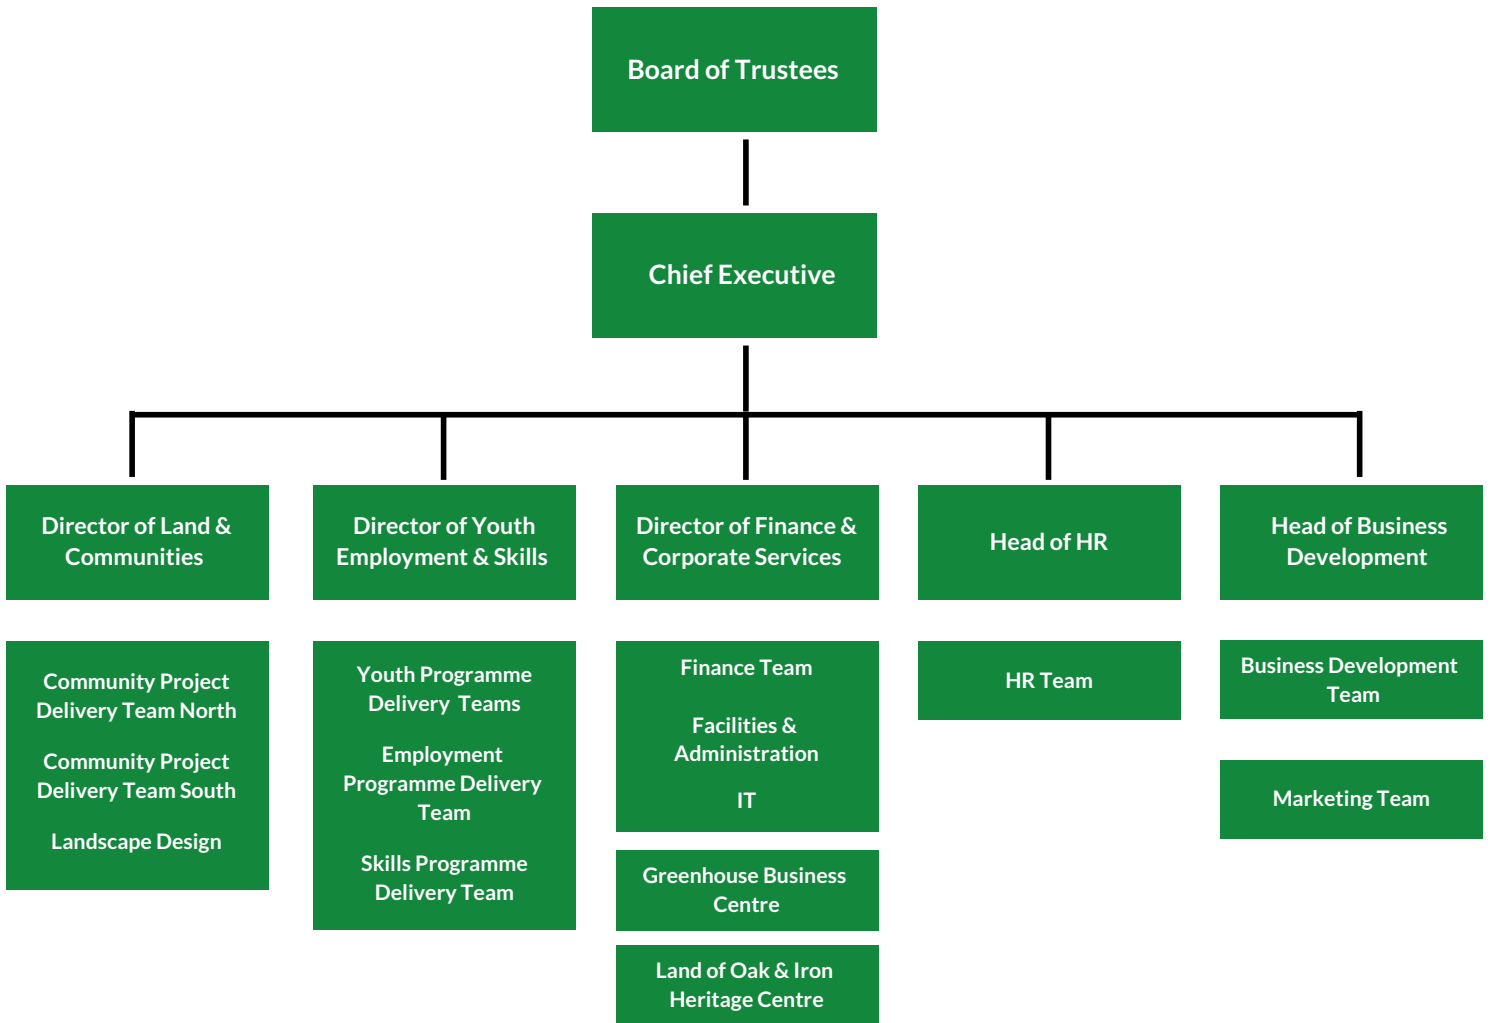 Board of Trustees
Chief Executive
Director of Land &
Communities
Director of Youth
Employment & Skills
Director of Finance &
Corporate Services
Head of HR
Head of Business
Development
Community Project
Delivery Team North
Community Project
Delivery Team South
Landscape Design
Youth Programme
Delivery Teams
Employment
Programme Delivery
Team
Skills Programme
Delivery Team
Finance Team
Facilities &
Administration
IT
Greenhouse Business
Centre
Land of Oak & Iron
Heritage Centre
HR Team
Business Development
Team
Marketing Team